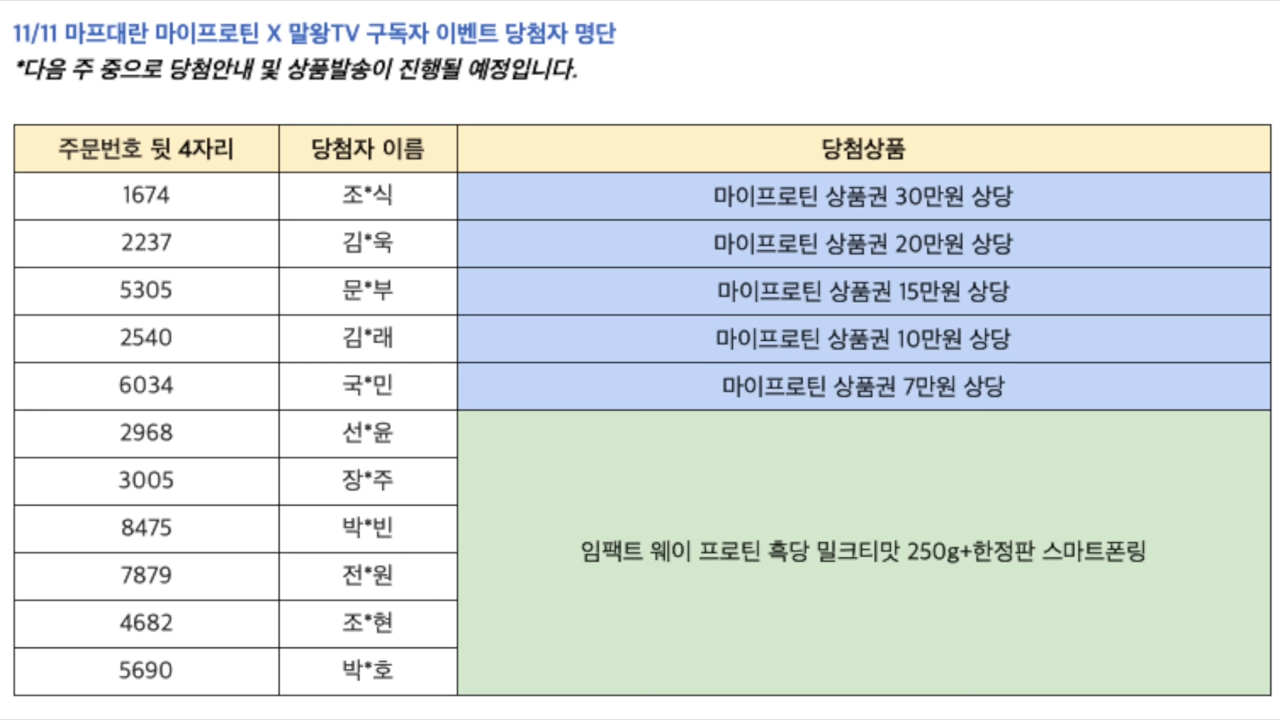 11/11 마프대란 마이프로틴 X 말왕TV 구독자 이벤트 당첨자 명단
*다음 주 중으로 당첨안내 및 상품발송이 진행될 예정입니다.
주문번호 뒷 4자리 당첨자 이름 당첨상품
1674 조*식 마이프로틴 상품권 30만원 상당
2237 김*욱 마이프로틴 상품권 20만원 상당
5305 문*부 마이프로틴 상품권 15만원 상당
2540 김*래 마이프로틴 상품권 10만원 상당
6034 국*민 마이프로틴 상품권 7만원 상당
2968 선*윤
3005 장*주
8475 박*빈
임팩트 웨이 프로틴 흑당 밀크티맛 250g+한정판 스마트폰링
7879 전*원
4682 조*현
5690 박*호